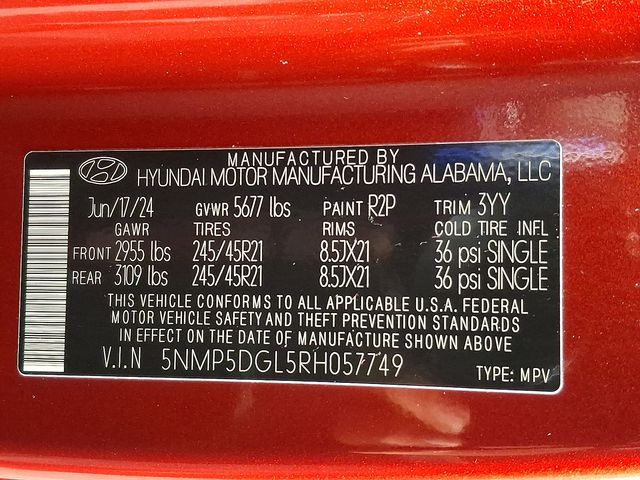 MANUFACTURED BY
HYUNDAI MOTOR MANUFACTURING ALABAMA, LLC
Jun/17/24 GVWR 5677 lbs PAINT R2P TRIM 3YY
GAWR TIRES RIMS COLD TIRE INFL
FRONT 2955 lbs 245/45R21 8.5JX21 36 psi SINGLE
REAR 3109 lbs 245/45R21 8.5JX21 36 psi SINGLE
THIS VEHICLE CONFORMS TO ALL APPLICABLE U.S.A. FEDERAL
MOTOR VEHICLE SAFETY AND THEFT PREVENTION STANDARDS
IN EFFECT ON THE DATE OF MANUFACTURE SHOWN ABOVE
V.I.N 5NMP5DGL5RH057749
TYPE: MPV